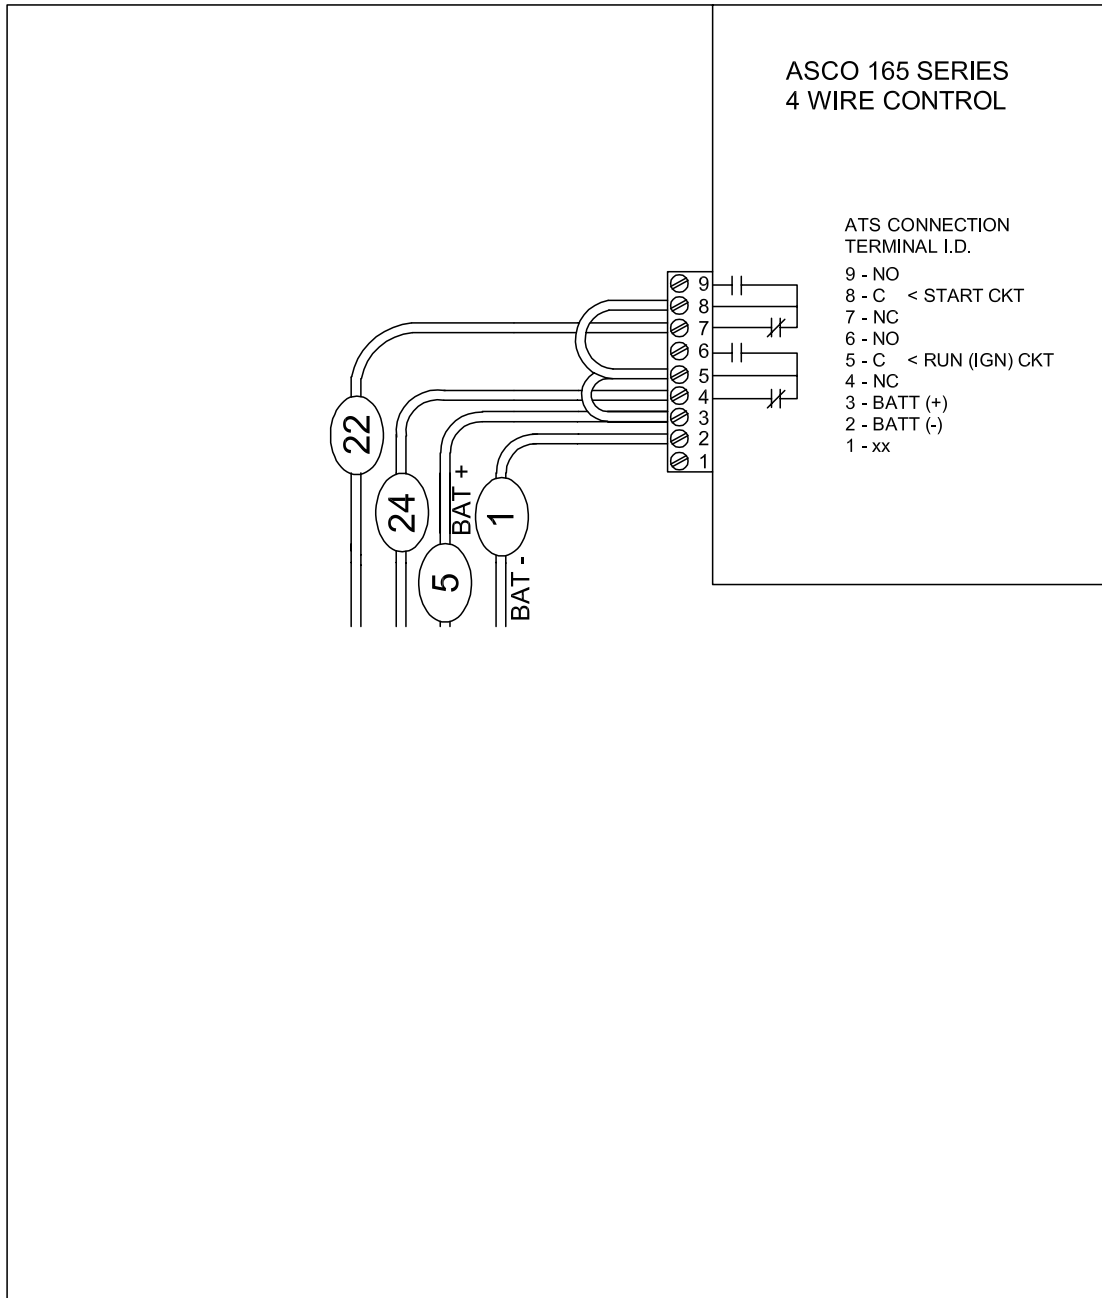 ASCO 165 SERIES
4 WIRE CONTROL
ATS CONNECTION
TERMINAL I.D.
9 - NO
8 - C < START CKT
7 - NC
6 - NO
5 - C < RUN (IGN) CKT
4 - NC
3 - BATT (+)
2 - BATT (-)
1 - xx
9
8
7
6
5
4
3
2
1
22
24
5
BAT +
1
BAT -